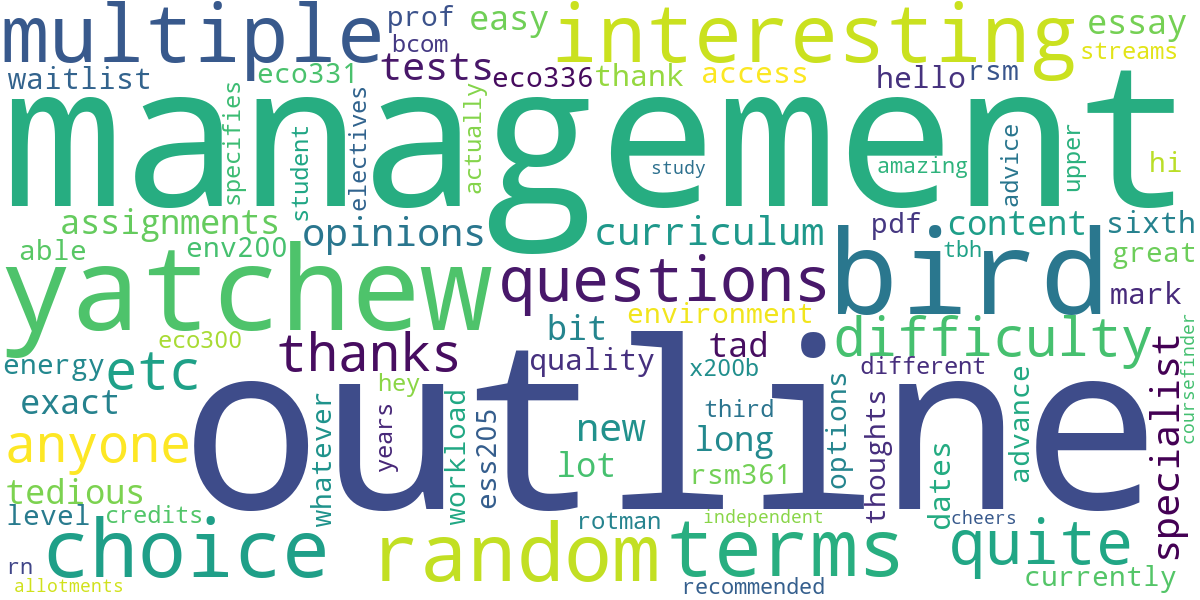 multiple
prof
easy
interesting
essay
bcom
streams
waitlist
eco331
tests
eco336
thank
access
hello
rsm
management
specifies
student
electives
actually
study
amazing
advice
upper
hi
assignments
opinions
curriculum
pdf
content
sixth
able
env200
tbh
great
yatchew
questions
bird
mark
environment
eco300
thanks
bit
tad
difficulty
energy
etc
quality
x200b
different
specialist
coursefinder
exact
hey
outline
third
anyone
years
workload
ess205
new
long
options
thoughts
advance
whatever
lot
rsm361
dates
tedious
level
credits
rotman
independent
cheers
choice
random
terms
quite
rn
allotments
recommended
currently